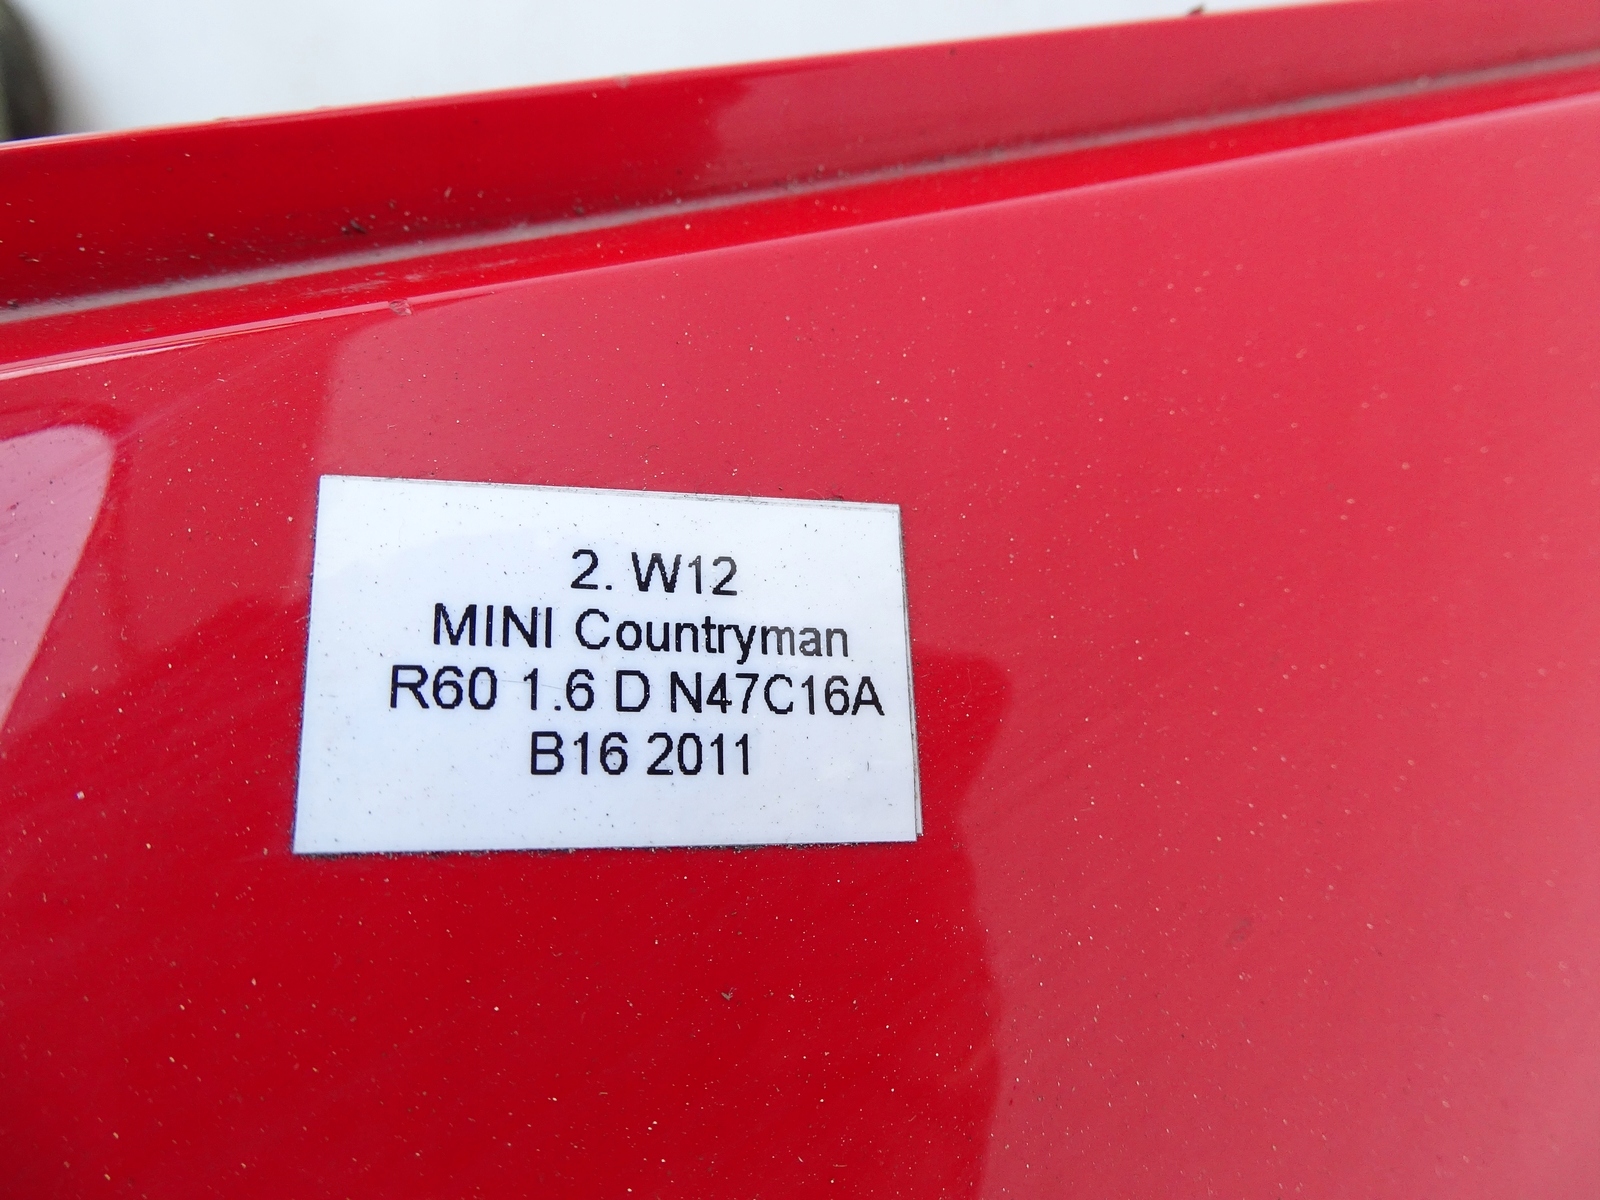 2. W12
MINI Countryman
R60 1.6 D N47C16A
B16 2011